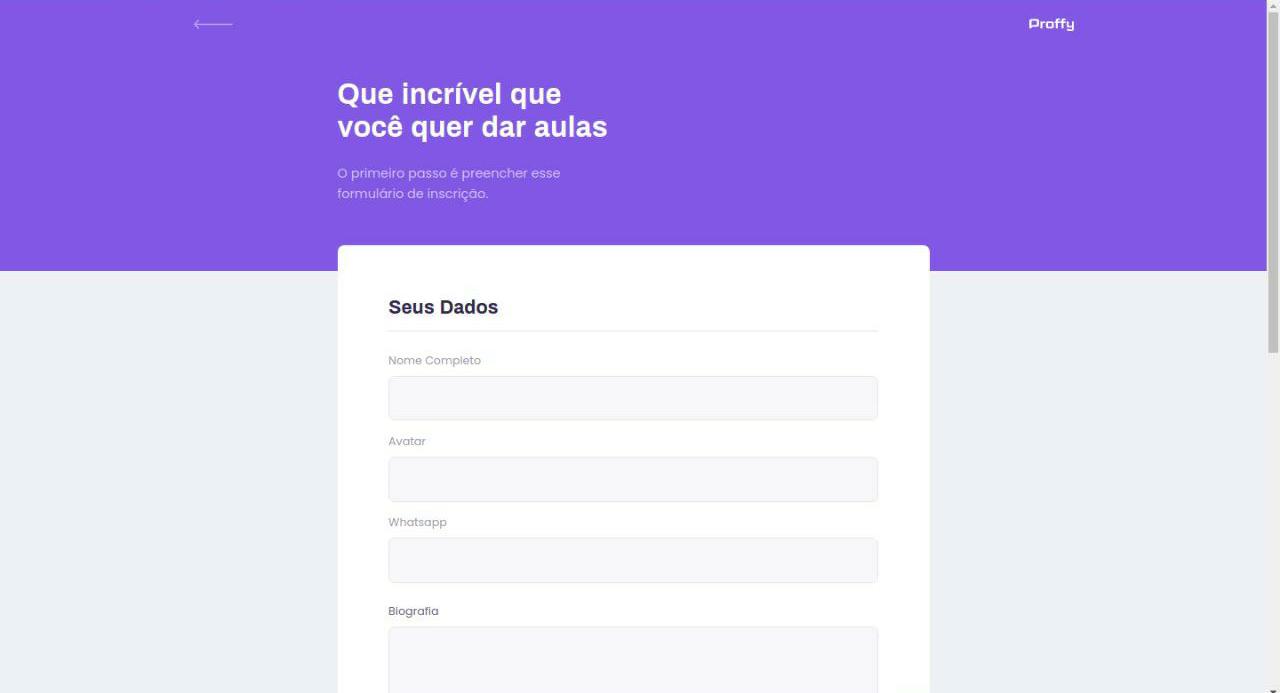 Proffy
Que incrível que
você quer dar aulas
O primeiro passo é preencher esse
formulário de inscrição.
Seus Dados
Nome Completo
Avatar
Whatsapp
Biografia